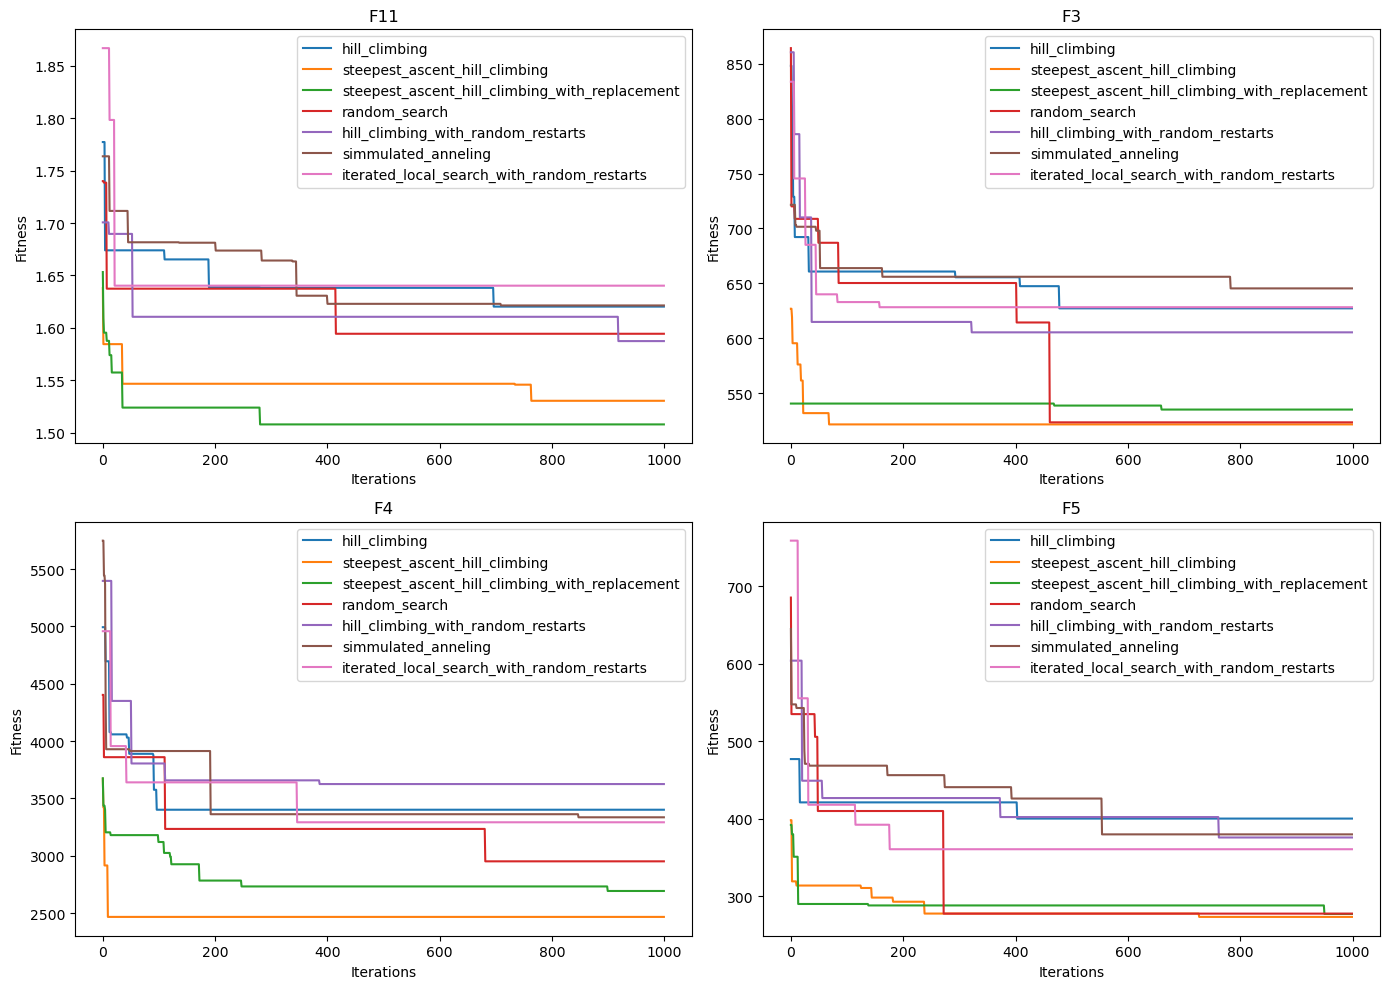 F11
1.85
1.80
1.75
1.70
1.65
1.60
1.55
1.50
Fitness
0 200 400 600 800 1000
Iterations
hill_climbing
steepest_ascent_hill_climbing
steepest_ascent_hill_climbing_with_replacement
random_search
hill_climbing_with_random_restarts
simmulated_anneling
iterated_local_search_with_random_restarts
F3
850
800
750
700
650
600
550
Fitness
0 200 400 600 800 1000
Iterations
hill_climbing
steepest_ascent_hill_climbing
steepest_ascent_hill_climbing_with_replacement
random_search
hill_climbing_with_random_restarts
simmulated_anneling
iterated_local_search_with_random_restarts
F4
5500
5000
4500
4000
3500
3000
2500
Fitness
0 200 400 600 800 1000
Iterations
hill_climbing
steepest_ascent_hill_climbing
steepest_ascent_hill_climbing_with_replacement
random_search
hill_climbing_with_random_restarts
simmulated_anneling
iterated_local_search_with_random_restarts
F5
700
600
500
400
300
Fitness
0 200 400 600 800 1000
Iterations
hill_climbing
steepest_ascent_hill_climbing
steepest_ascent_hill_climbing_with_replacement
random_search
hill_climbing_with_random_restarts
simmulated_anneling
iterated_local_search_with_random_restarts